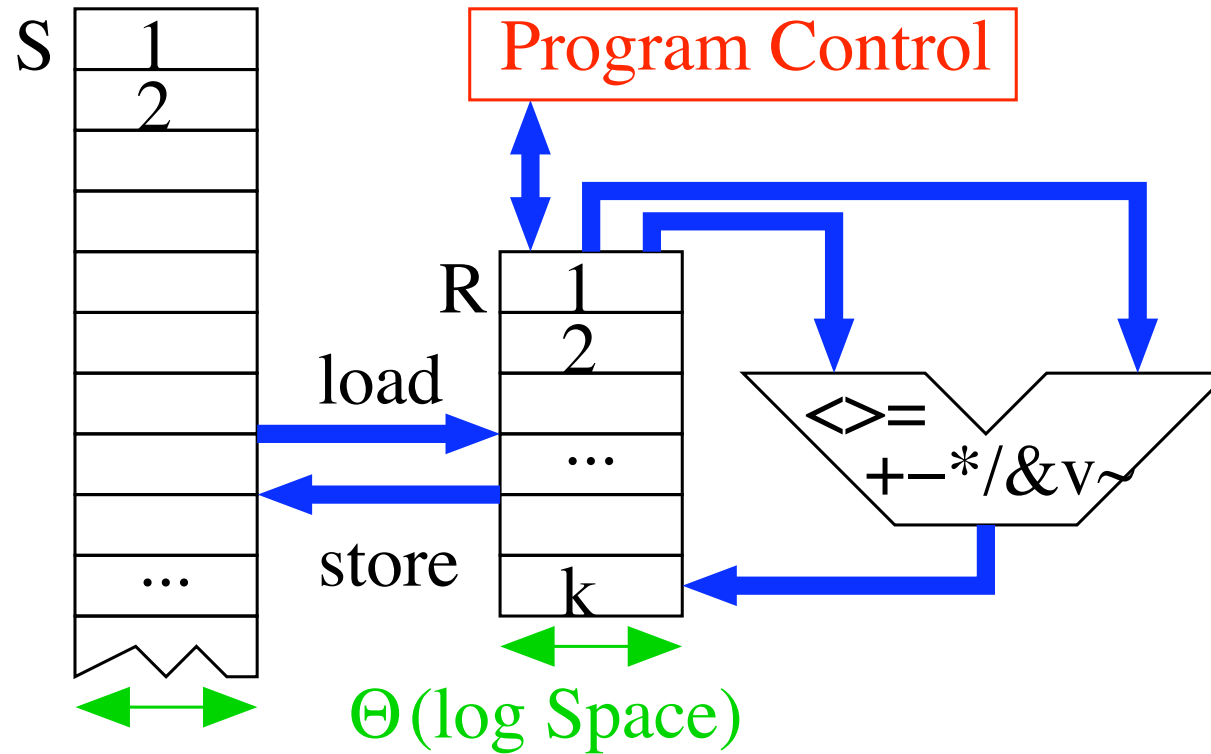 S
1
2
...
Program Control
R
1
2
...
k
load
store
<>=
+−*/&v~
Θ(log Space)